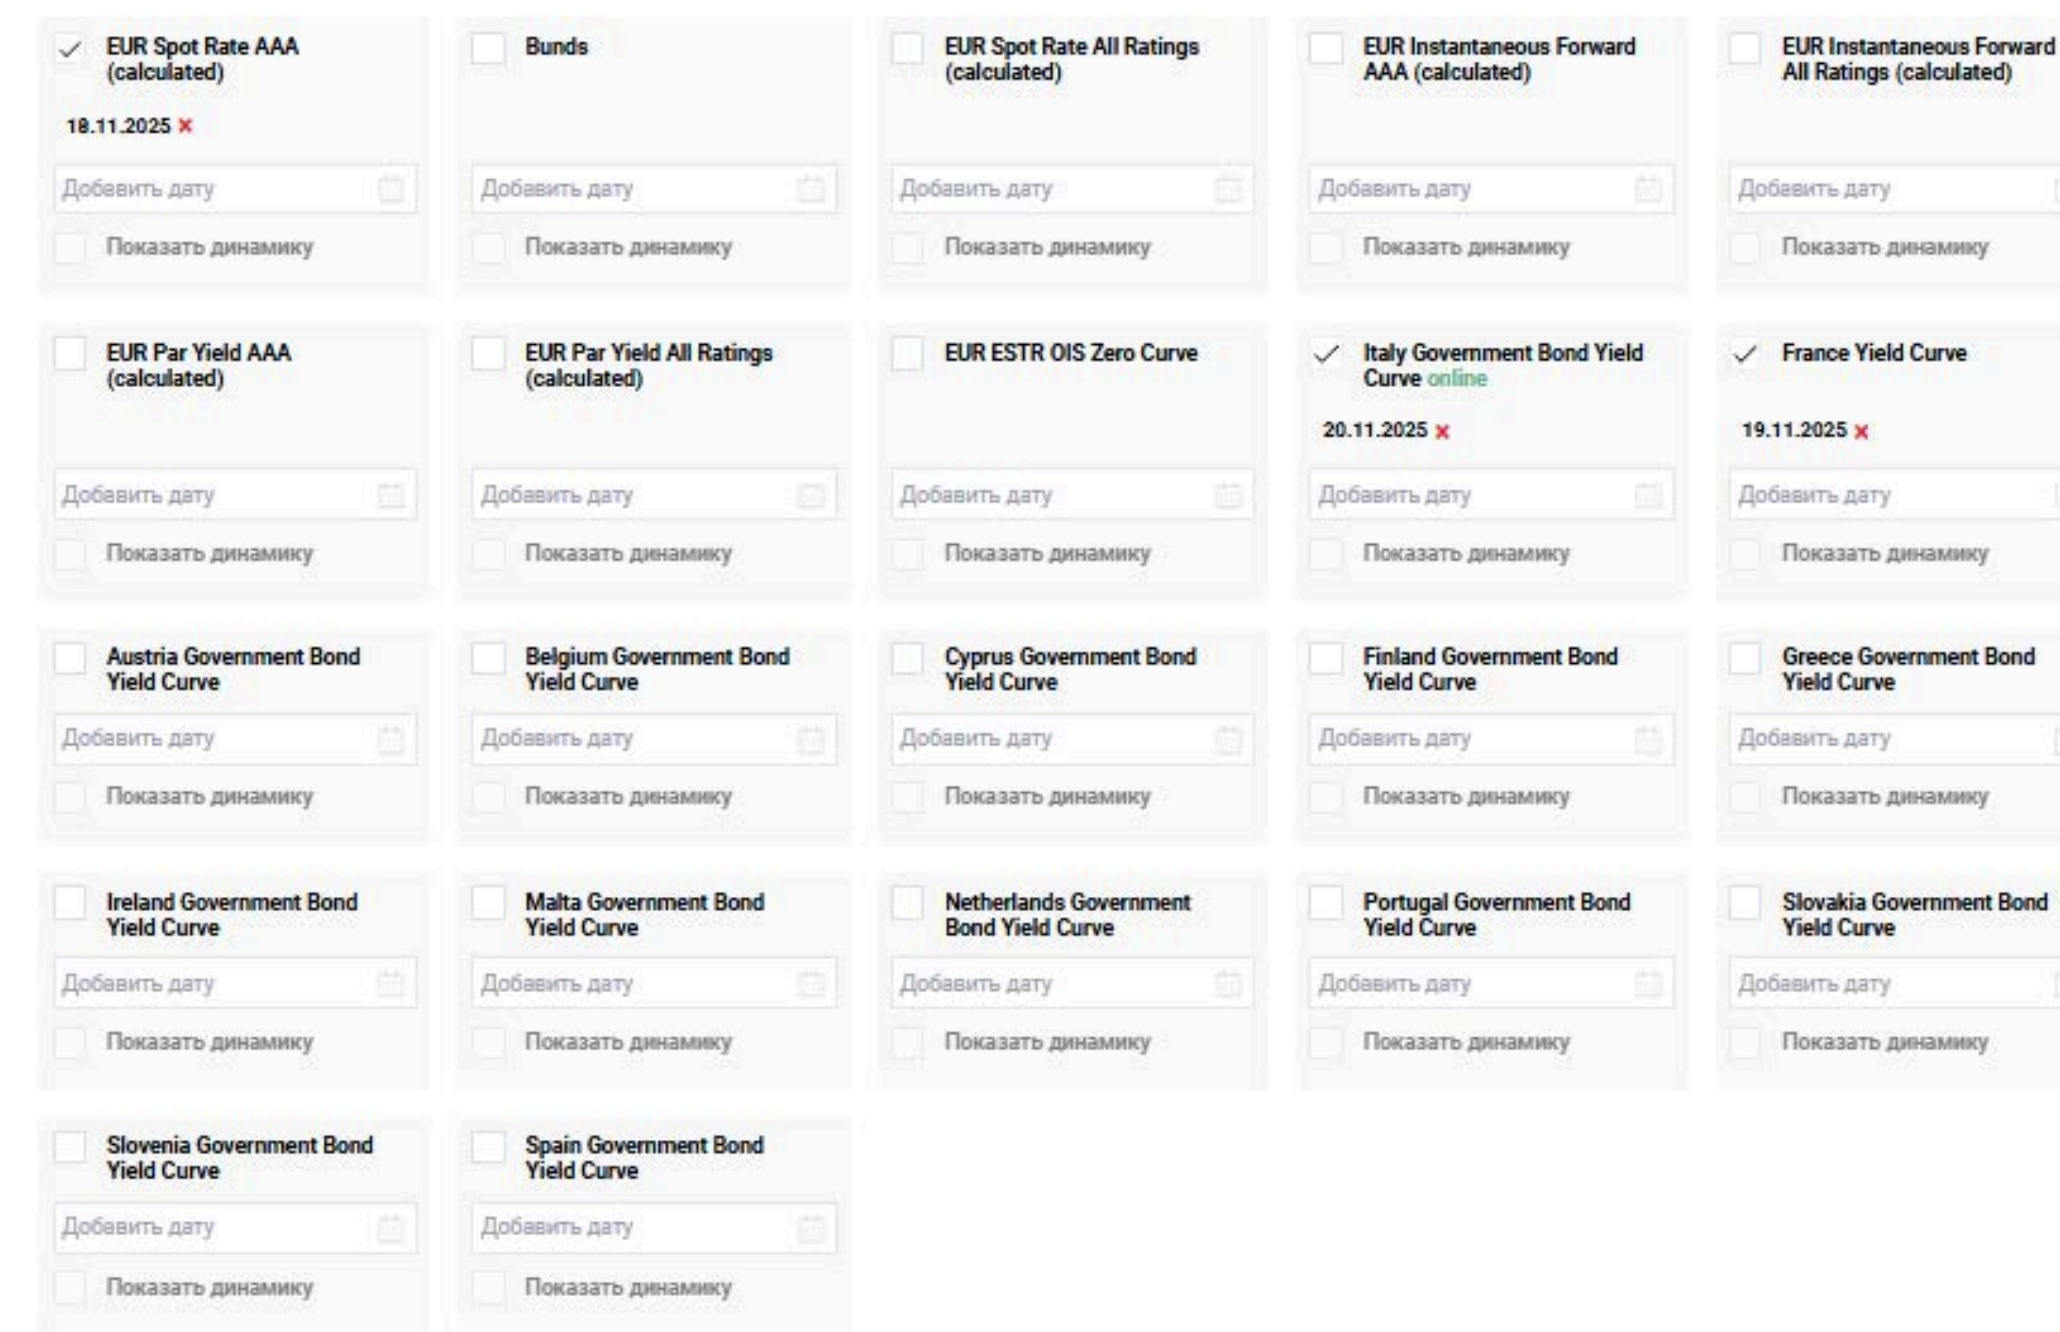 EUR Spot Rate AAA
(calculated)
18.11.2025
Добавить дату
Показать динамику
Bunds
Добавить дату
Показать динамику
EUR Spot Rate All Ratings
(calculated)
Добавить дату
Показать динамику
EUR Instantaneous Forward
AAA (calculated)
Добавить дату
Показать динамику
EUR Instantaneous Forward
All Ratings (calculated)
Добавить дату
Показать динамику
EUR Par Yield AAA
(calculated)
Добавить дату
Показать динамику
EUR Par Yield All Ratings
(calculated)
Добавить дату
Показать динамику
EUR ESTR OIS Zero Curve
Добавить дату
Показать динамику
Italy Government Bond Yield
Curve online
20.11.2025
Добавить дату
Показать динамику
France Yield Curve
19.11.2025
Добавить дату
Показать динамику
Austria Government Bond
Yield Curve
Добавить дату
Показать динамику
Belgium Government Bond
Yield Curve
Добавить дату
Показать динамику
Cyprus Government Bond
Yield Curve
Добавить дату
Показать динамику
Finland Government Bond
Yield Curve
Добавить дату
Показать динамику
Greece Government Bond
Yield Curve
Добавить дату
Показать динамику
Ireland Government Bond
Yield Curve
Добавить дату
Показать динамику
Malta Government Bond
Yield Curve
Добавить дату
Показать динамику
Netherlands Government
Bond Yield Curve
Добавить дату
Показать динамику
Portugal Government Bond
Yield Curve
Добавить дату
Показать динамику
Slovakia Government Bond
Yield Curve
Добавить дату
Показать динамику
Slovenia Government Bond
Yield Curve
Добавить дату
Показать динамику
Spain Government Bond
Yield Curve
Добавить дату
Показать динамику